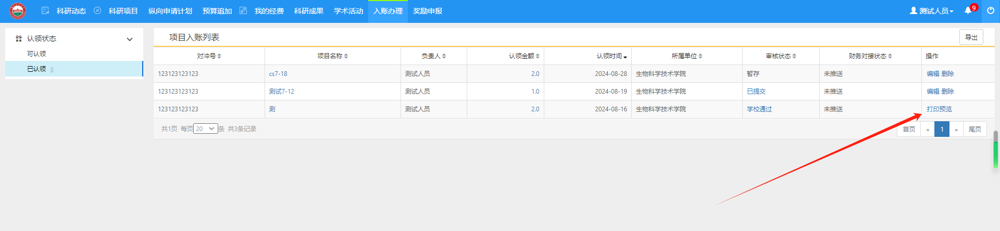 科研动态 科研项目 纵向申请计划 预算追加 我的经费 科研成果 学术活动 入账办理 奖励申报 测试人员 9
认领状态
可认领
已认领 3
项目入账列表 导出
对冲号 项目名称 负责人 认领金额 认领时间 所属单位 审核状态 财务对接状态 操作
123123123123 cs7-18 测试人员 2.0 2024-08-28 生物科学技术学院 暂存 未推送 编辑 删除
123123123123 测试7-12 测试人员 1.0 2024-08-19 生物科学技术学院 已提交 未推送 编辑 删除
123123123123 测 测试人员 2.0 2024-08-16 生物科学技术学院 学校通过 未推送 打印预览
共1页 每页 20 条 共3条记录 首页 « 1 » 尾页